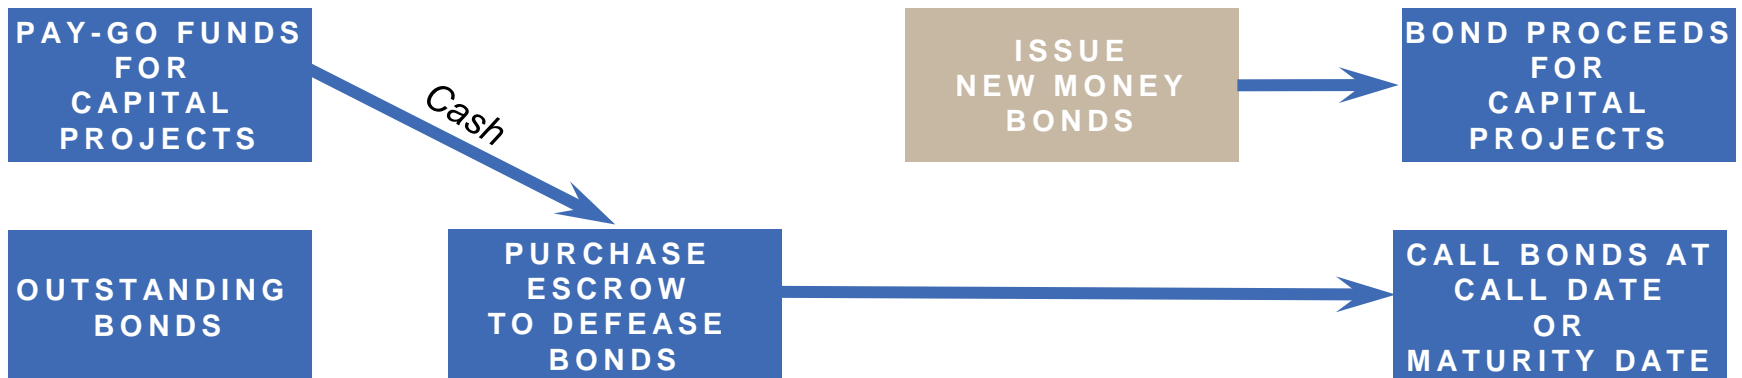 PAY-GO FUNDS
FOR
CAPITAL
PROJECTS
Cash
ISSUE
NEW MONEY
BONDS
BOND PROCEEDS
FOR
CAPITAL
PROJECTS
OUTSTANDING
BONDS
PURCHASE
ESCROW
TO DEFEASE
BONDS
CALL BONDS AT
CALL DATE
OR
MATURITY DATE